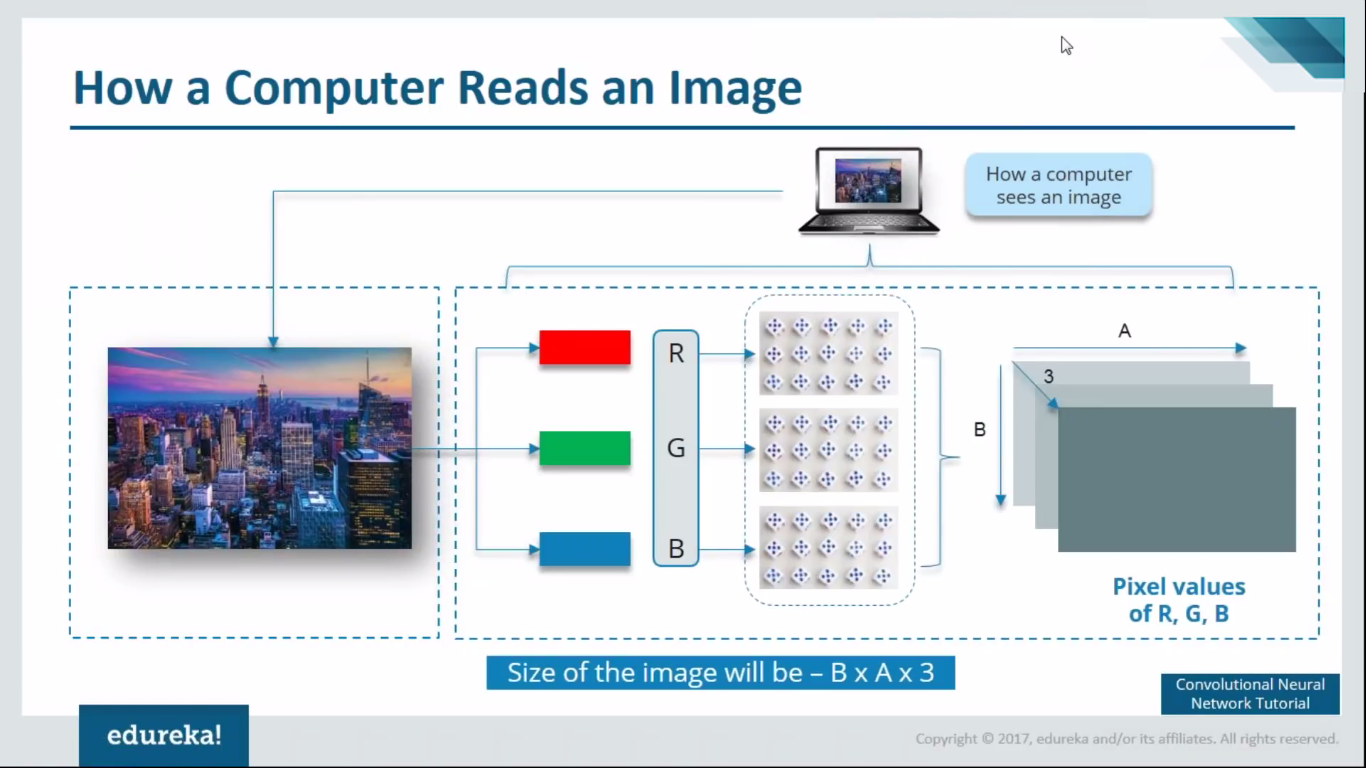 How a Computer Reads an Image
How a computer
sees an image
R
G
B
A
3
B
Pixel values
of R, G, B
Size of the image will be – B x A x 3
Convolutional Neural
Network Tutorial
edureka!
Copyright © 2017, edureka and/or its affiliates. All rights reserved.